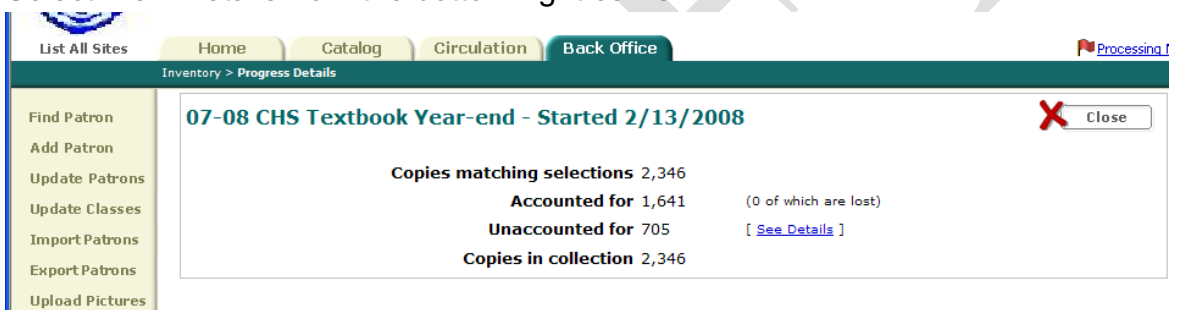 List All Sites
Home Catalog Circulation Back Office
Inventory > Progress Details
Find Patron
Add Patron
Update Patrons
Update Classes
Import Patrons
Export Patrons
Upload Pictures
07-08 CHS Textbook Year-end - Started 2/13/2008
Close
Copies matching selections 2,346
Accounted for 1,641 (0 of which are lost)
Unaccounted for 705 [ See Details ]
Copies in collection 2,346